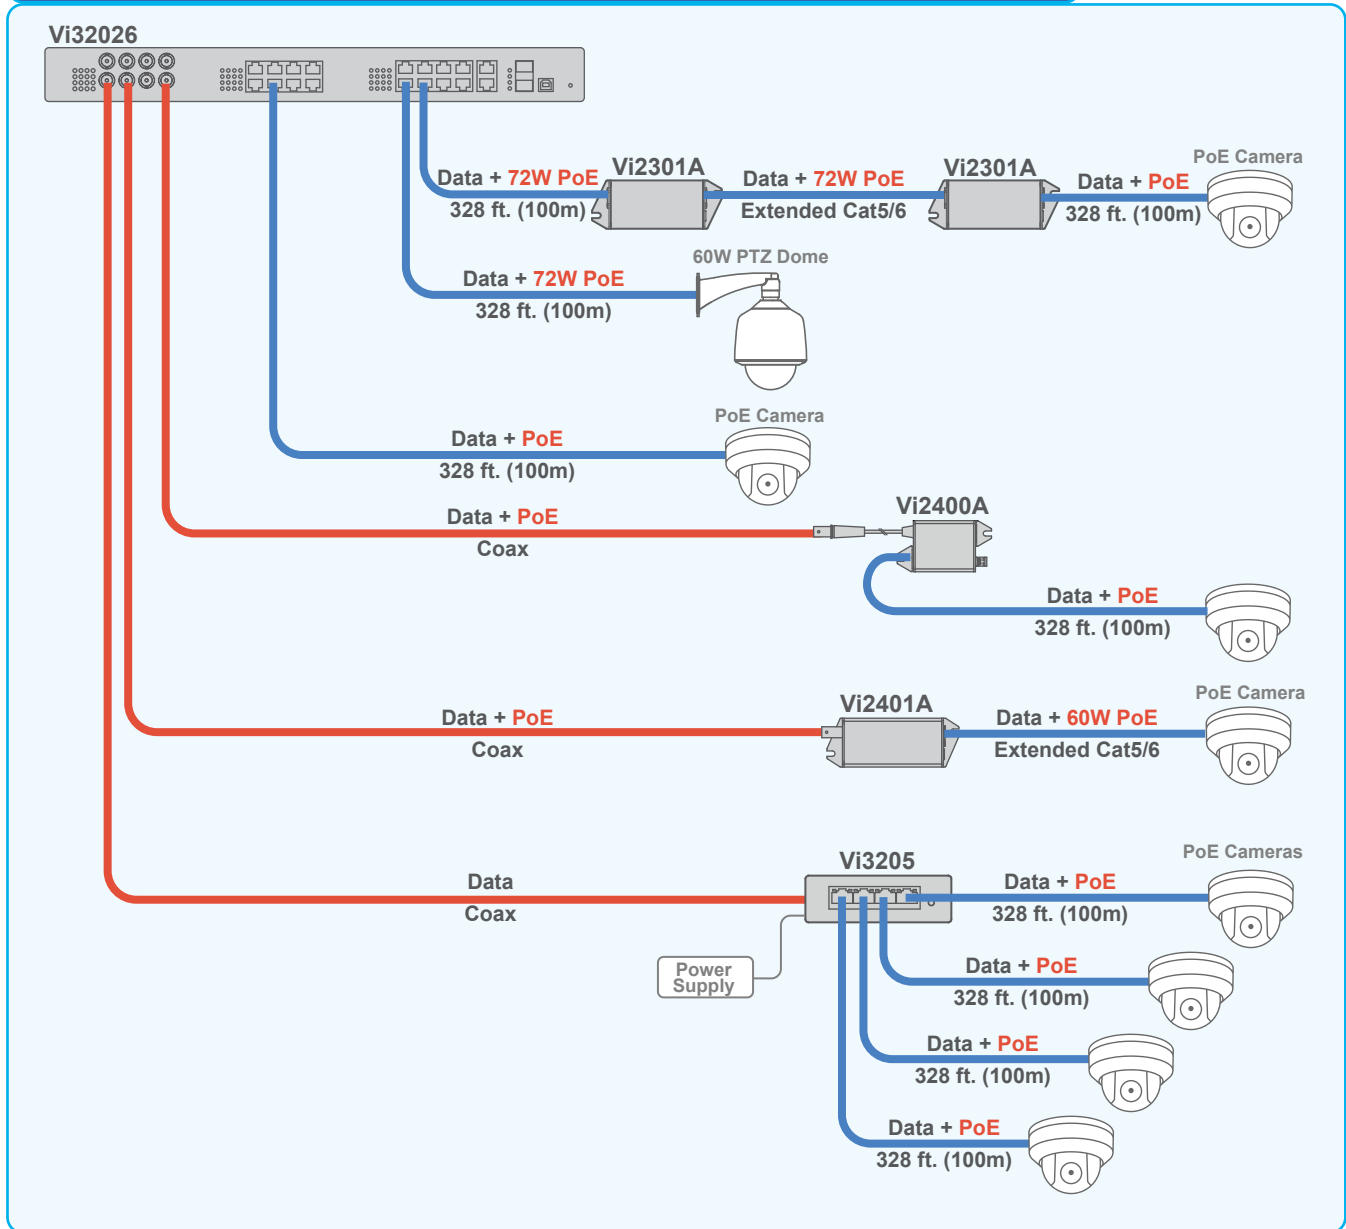 Vi32026
Vi2301A
Vi2301A
PoE Camera
Data + 72W PoE
328 ft. (100m)
Data + 72W PoE
Extended Cat5/6
Data + PoE
328 ft. (100m)
60W PTZ Dome
Data + 72W PoE
328 ft. (100m)
PoE Camera
Data + PoE
328 ft. (100m)
Vi2400A
Data + PoE
Coax
Data + PoE
328 ft. (100m)
Vi2401A
PoE Camera
Data + PoE
Coax
Data + 60W PoE
Extended Cat5/6
Vi3205
PoE Cameras
Data
Coax
Data + PoE
328 ft. (100m)
Power
Supply
Data + PoE
328 ft. (100m)
Data + PoE
328 ft. (100m)
Data + PoE
328 ft. (100m)